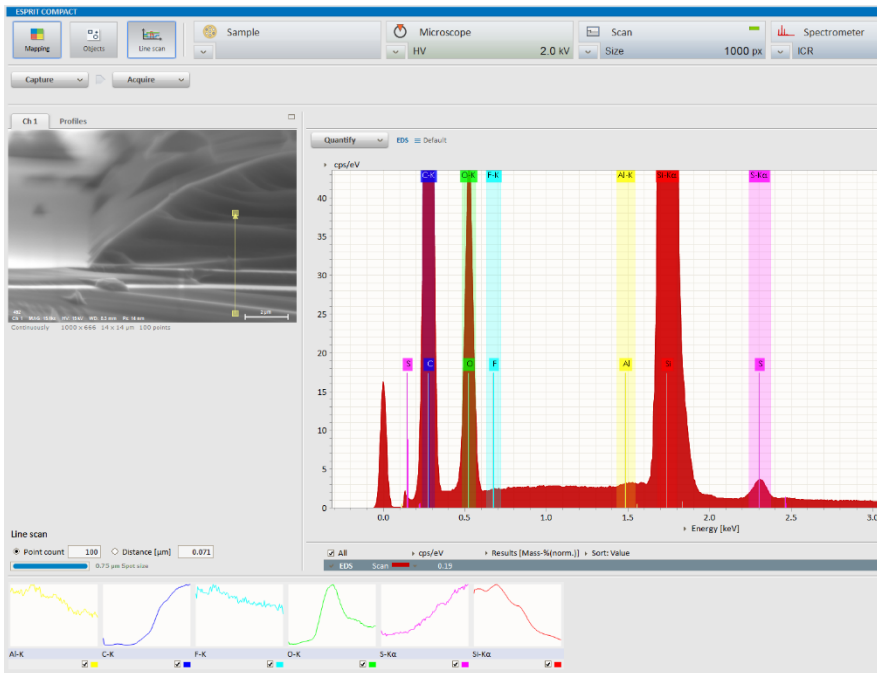 ESPRIT COMPACT
Mapping
Objects
Line scan
Sample
Microscope
HV 2.0 kV
Scan
Size 1000 px
Spectrometer
ICR
Capture
Acquire
Ch 1 Profiles
Quantify EDS Default
cps/eV
C-K O-K F-K Al-K Si-Kα S-Kα
40
35
30
25
20
15
10
5
0
S C O F Al Si S
0.0 0.5 1.0 1.5 2.0 2.5 3.0
Energy [keV]
2 µm
Continuously 1000 x 666 14 x 14 µm 100 points
Line scan
Point count 100 Distance [µm] 0.071
0.75 µm Spot size
All cps/eV Results [Mass-%(norm.)] Sort: Value
EDS Scan 0.19
Al-K C-K F-K O-K S-Kα Si-Kα